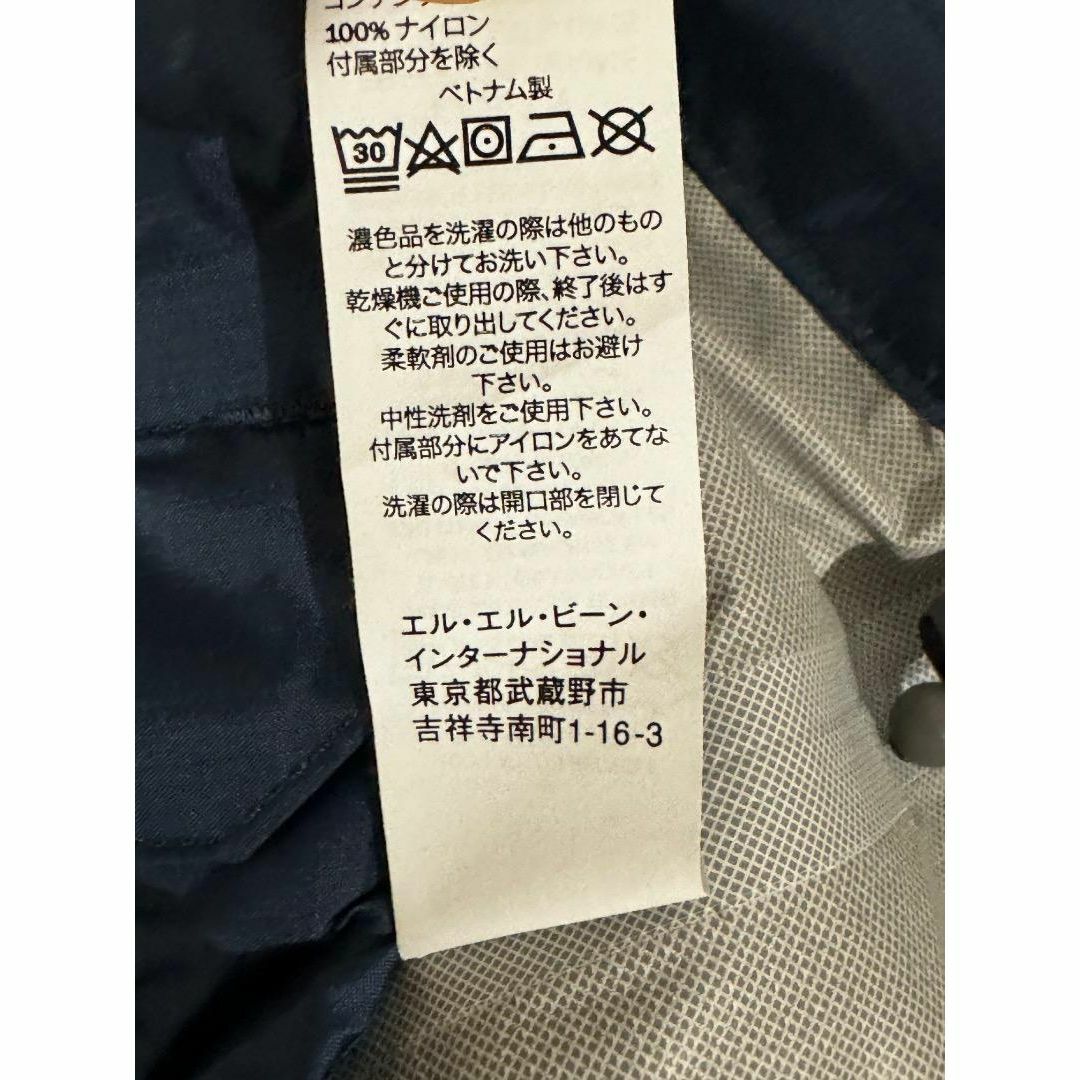 100% ナイロン
付属部分を除く
ベトナム製
30
濃色品を洗濯の際は他のもの
と分けてお洗い下さい。
乾燥機ご使用の際、終了後はす
ぐに取り出してください。
柔軟剤のご使用はお避け
下さい。
中性洗剤をご使用下さい。
付属部分にアイロンをあてな
いで下さい。
洗濯の際は開口部を閉じて
ください。
エル・エル・ビーン・
インターナショナル
東京都武蔵野市
吉祥寺南町1-16-3